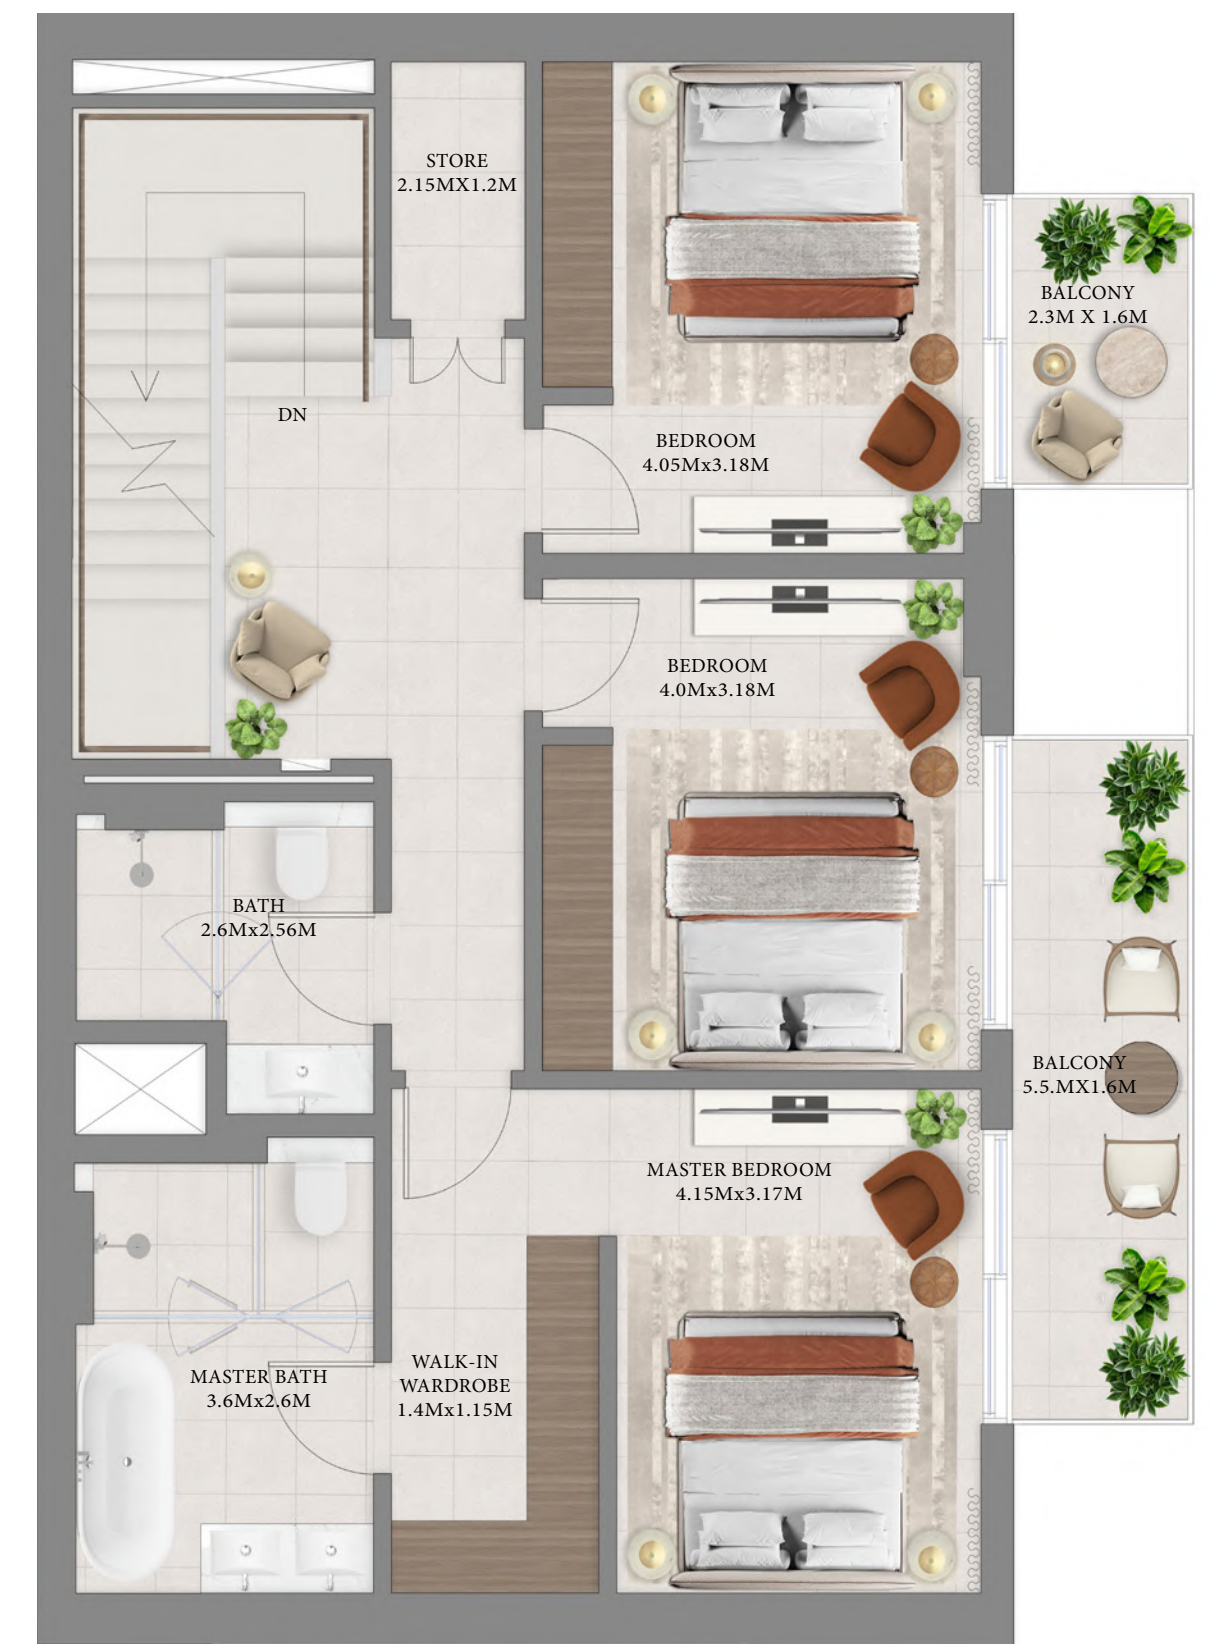 STORE
2.15MX1.2M
BALCONY
2.3M X 1.6M
DN
BEDROOM
4.05Mx3.18M
BEDROOM
4.0Mx3.18M
BATH
2.6Mx2.56M
BALCONY
5.5.MX1.6M
MASTER BEDROOM
4.15Mx3.17M
WALK-IN
WARDROBE
1.4Mx1.15M
MASTER BATH
3.6Mx2.6M